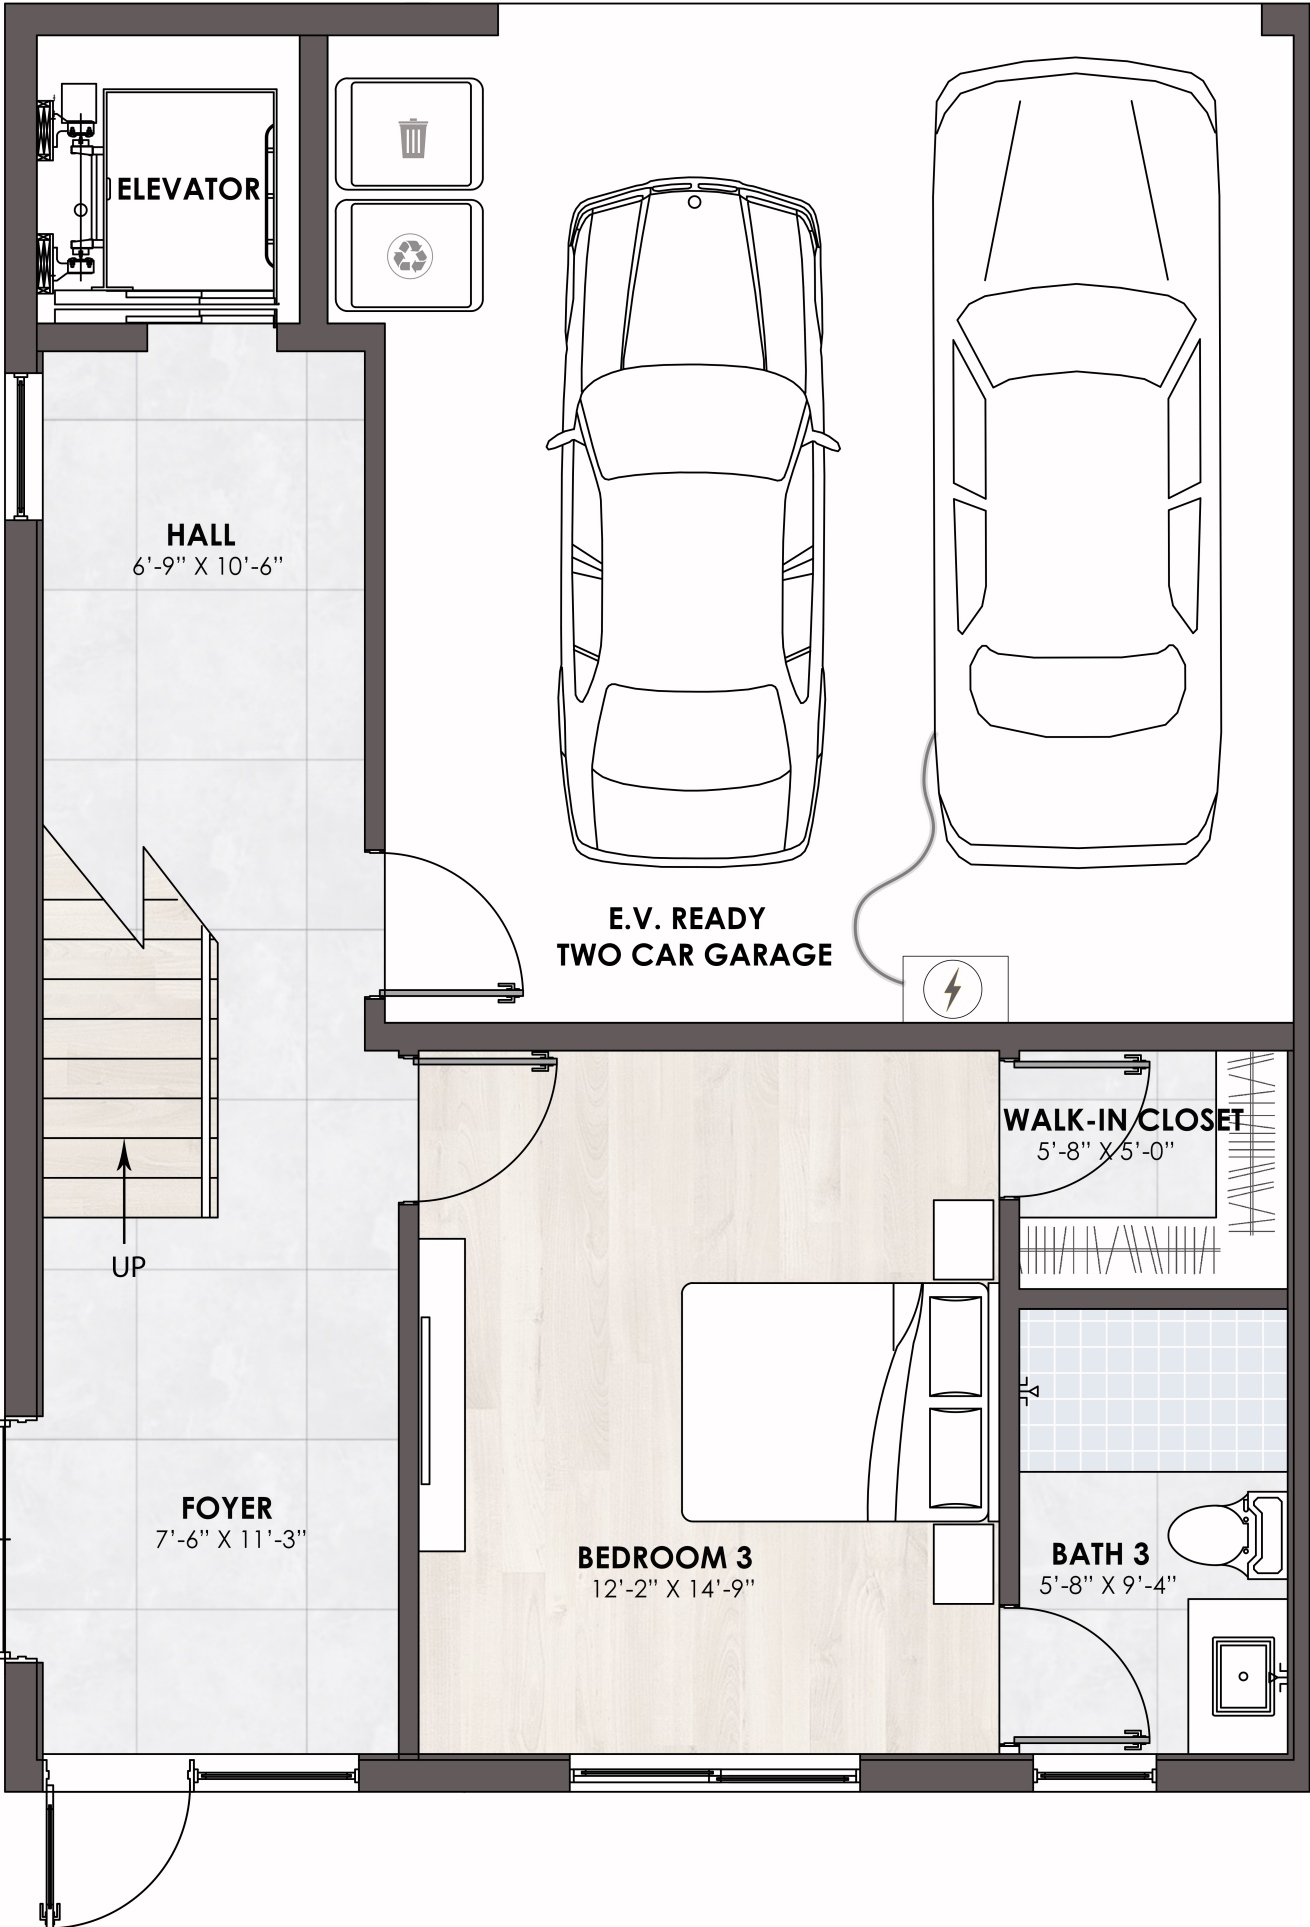 ELEVATOR
HALL
6'-9" X 10'-6"
E.V. READY
TWO CAR GARAGE
WALK-IN CLOSET
5'-8" X 5'-0"
UP
FOYER
7'-6" X 11'-3"
BEDROOM 3
12'-2" X 14'-9"
BATH 3
5'-8" X 9'-4"